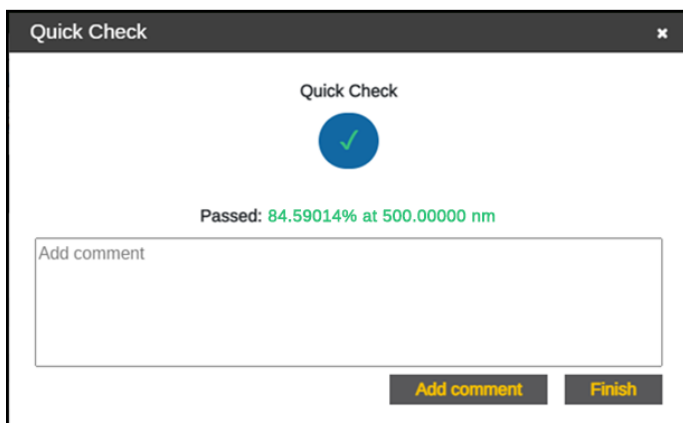 Quick Check
Quick Check
Passed: 84.59014% at 500.00000 nm
Add comment
Add comment
Finish